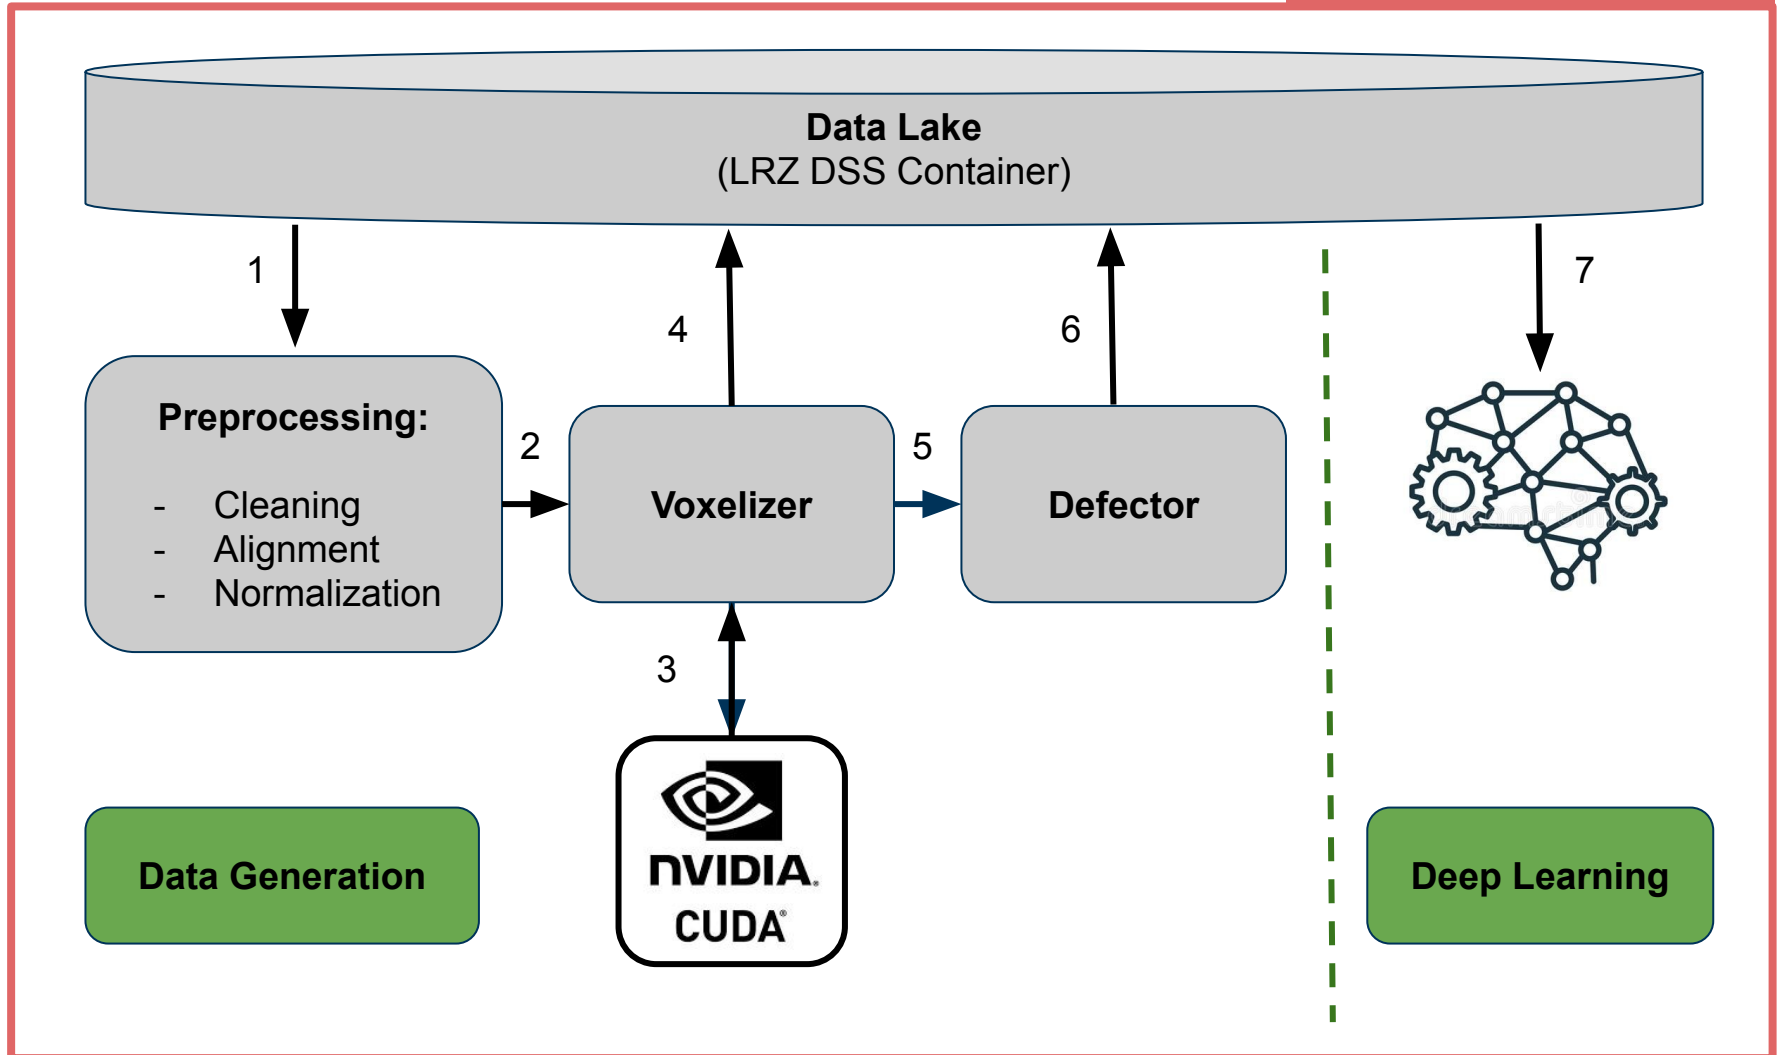 Data Lake
(LRZ DSS Container)
1
4
6
7
Preprocessing:
- Cleaning
- Alignment
- Normalization
2
Voxelizer
5
Defector
3
NVIDIA.
CUDA®
Data Generation
Deep Learning